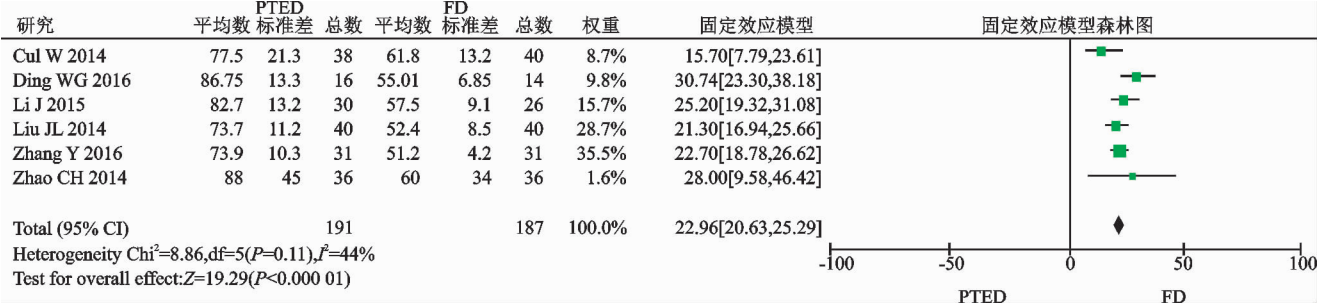 PTED FD
研究 平均数 标准差 总数 平均数 标准差 总数 权重 固定效应模型 固定效应模型森林图
Cul W 2014 77.5 21.3 38 61.8 13.2 40 8.7% 15.70[7.79,23.61]
Ding WG 2016 86.75 13.3 16 55.01 6.85 14 9.8% 30.74[23.30,38.18]
Li J 2015 82.7 13.2 30 57.5 9.1 26 15.7% 25.20[19.32,31.08]
Liu JL 2014 73.7 11.2 40 52.4 8.5 40 28.7% 21.30[16.94,25.66]
Zhang Y 2016 73.9 10.3 31 51.2 4.2 31 35.5% 22.70[18.78,26.62]
Zhao CH 2014 88 45 36 60 34 36 1.6% 28.00[9.58,46.42]
Total (95% CI) 191 187 100.0% 22.96[20.63,25.29]
Heterogeneity Chi²=8.86,df=5(P=0.11),I²=44%
Test for overall effect:Z=19.29(P<0.000 01)
-100 -50 0 50 100
PTED FD